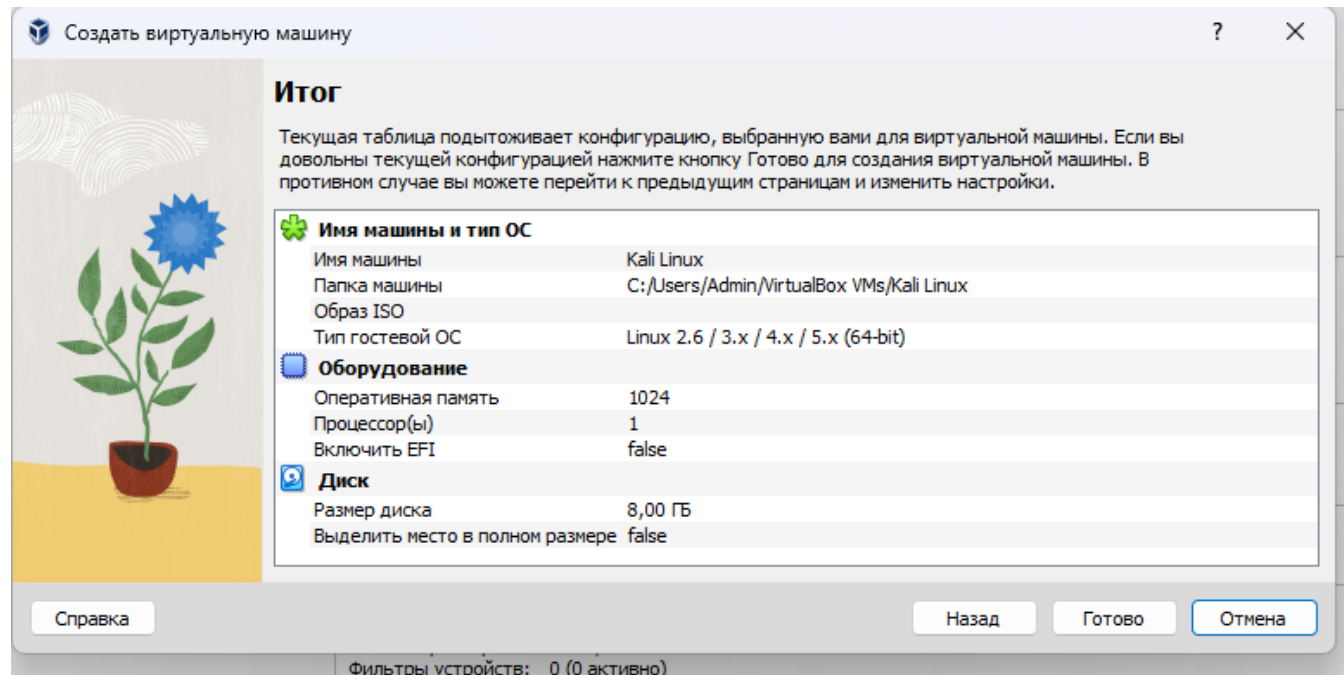 Создать виртуальную машину
?
Итог
Текущая таблица подытоживает конфигурацию, выбранную вами для виртуальной машины. Если вы
довольны текущей конфигурацией нажмите кнопку Готово для создания виртуальной машины. В
противном случае вы можете перейти к предыдущим страницам и изменить настройки.
Имя машины и тип ОС
Имя машины Kali Linux
Папка машины C:/Users/Admin/VirtualBox VMs/Kali Linux
Образ ISO
Тип гостевой ОС Linux 2.6 / 3.x / 4.x / 5.x (64-bit)
Оборудование
Оперативная память 1024
Процессор(ы) 1
Включить EFI false
Диск
Размер диска 8,00 ГБ
Выделить место в полном размере false
Справка Назад Готово Отмена
Фильтры устройств: 0 (0 активно)